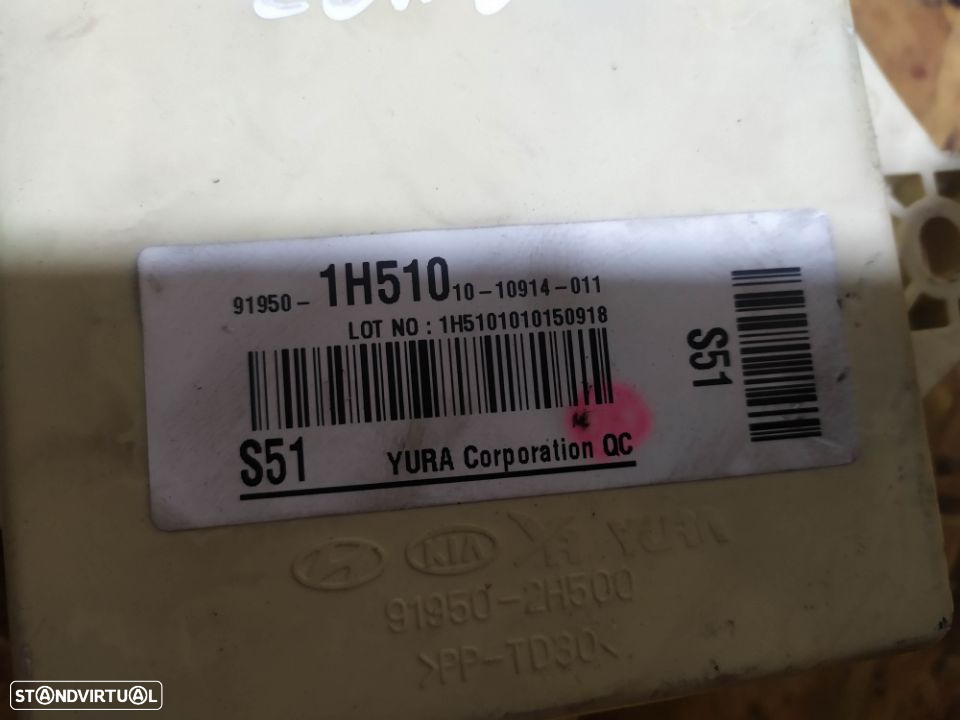 91950-1H510 10-10914-011
LOT NO : 1H5101010150918
S51
S51 YURA Corporation QC
KIA YURA
91950-2H500
>PP-TD30<
STANDVIRTUAL